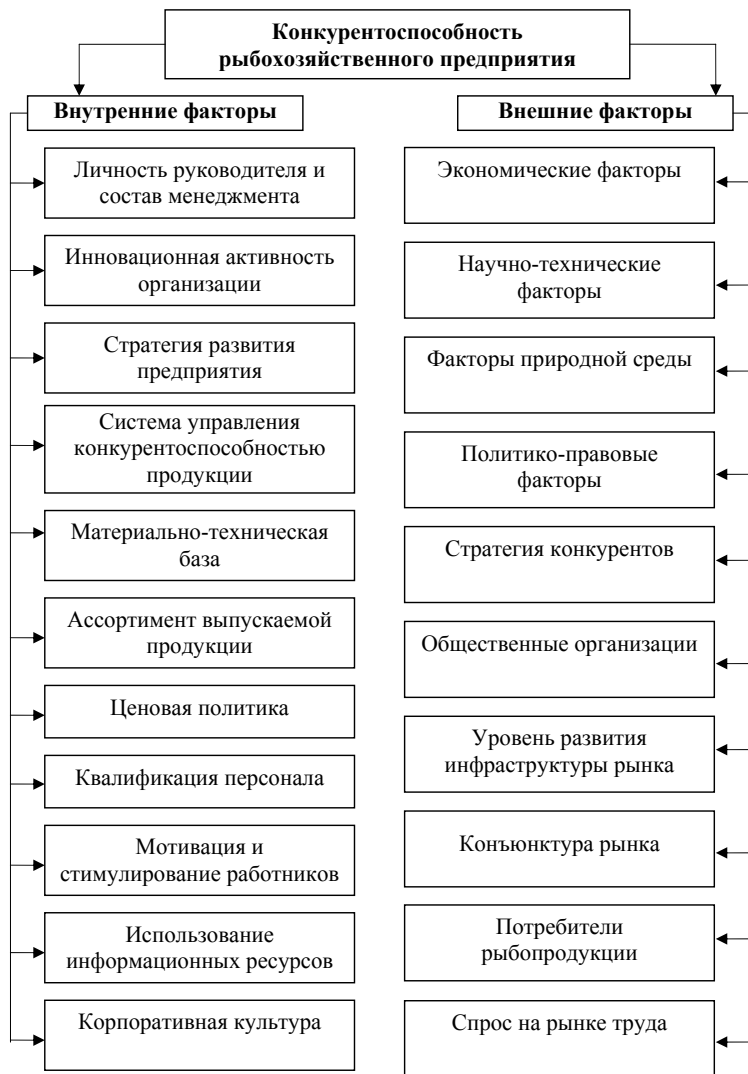 Конкурентоспособность
рыбохозяйственного предприятия
Внутренние факторы
Личность руководителя и
состав менеджмента
Инновационная активность
организации
Стратегия развития
предприятия
Система управления
конкурентоспособностью
продукции
Материально-техническая
база
Ассортимент выпускаемой
продукции
Ценовая политика
Квалификация персонала
Мотивация и
стимулирование работников
Использование
информационных ресурсов
Корпоративная культура
Внешние факторы
Экономические факторы
Научно-технические
факторы
Факторы природной среды
Политико-правовые
факторы
Стратегия конкурентов
Общественные организации
Уровень развития
инфраструктуры рынка
Конъюнктура рынка
Потребители
рыбопродукции
Спрос на рынке труда